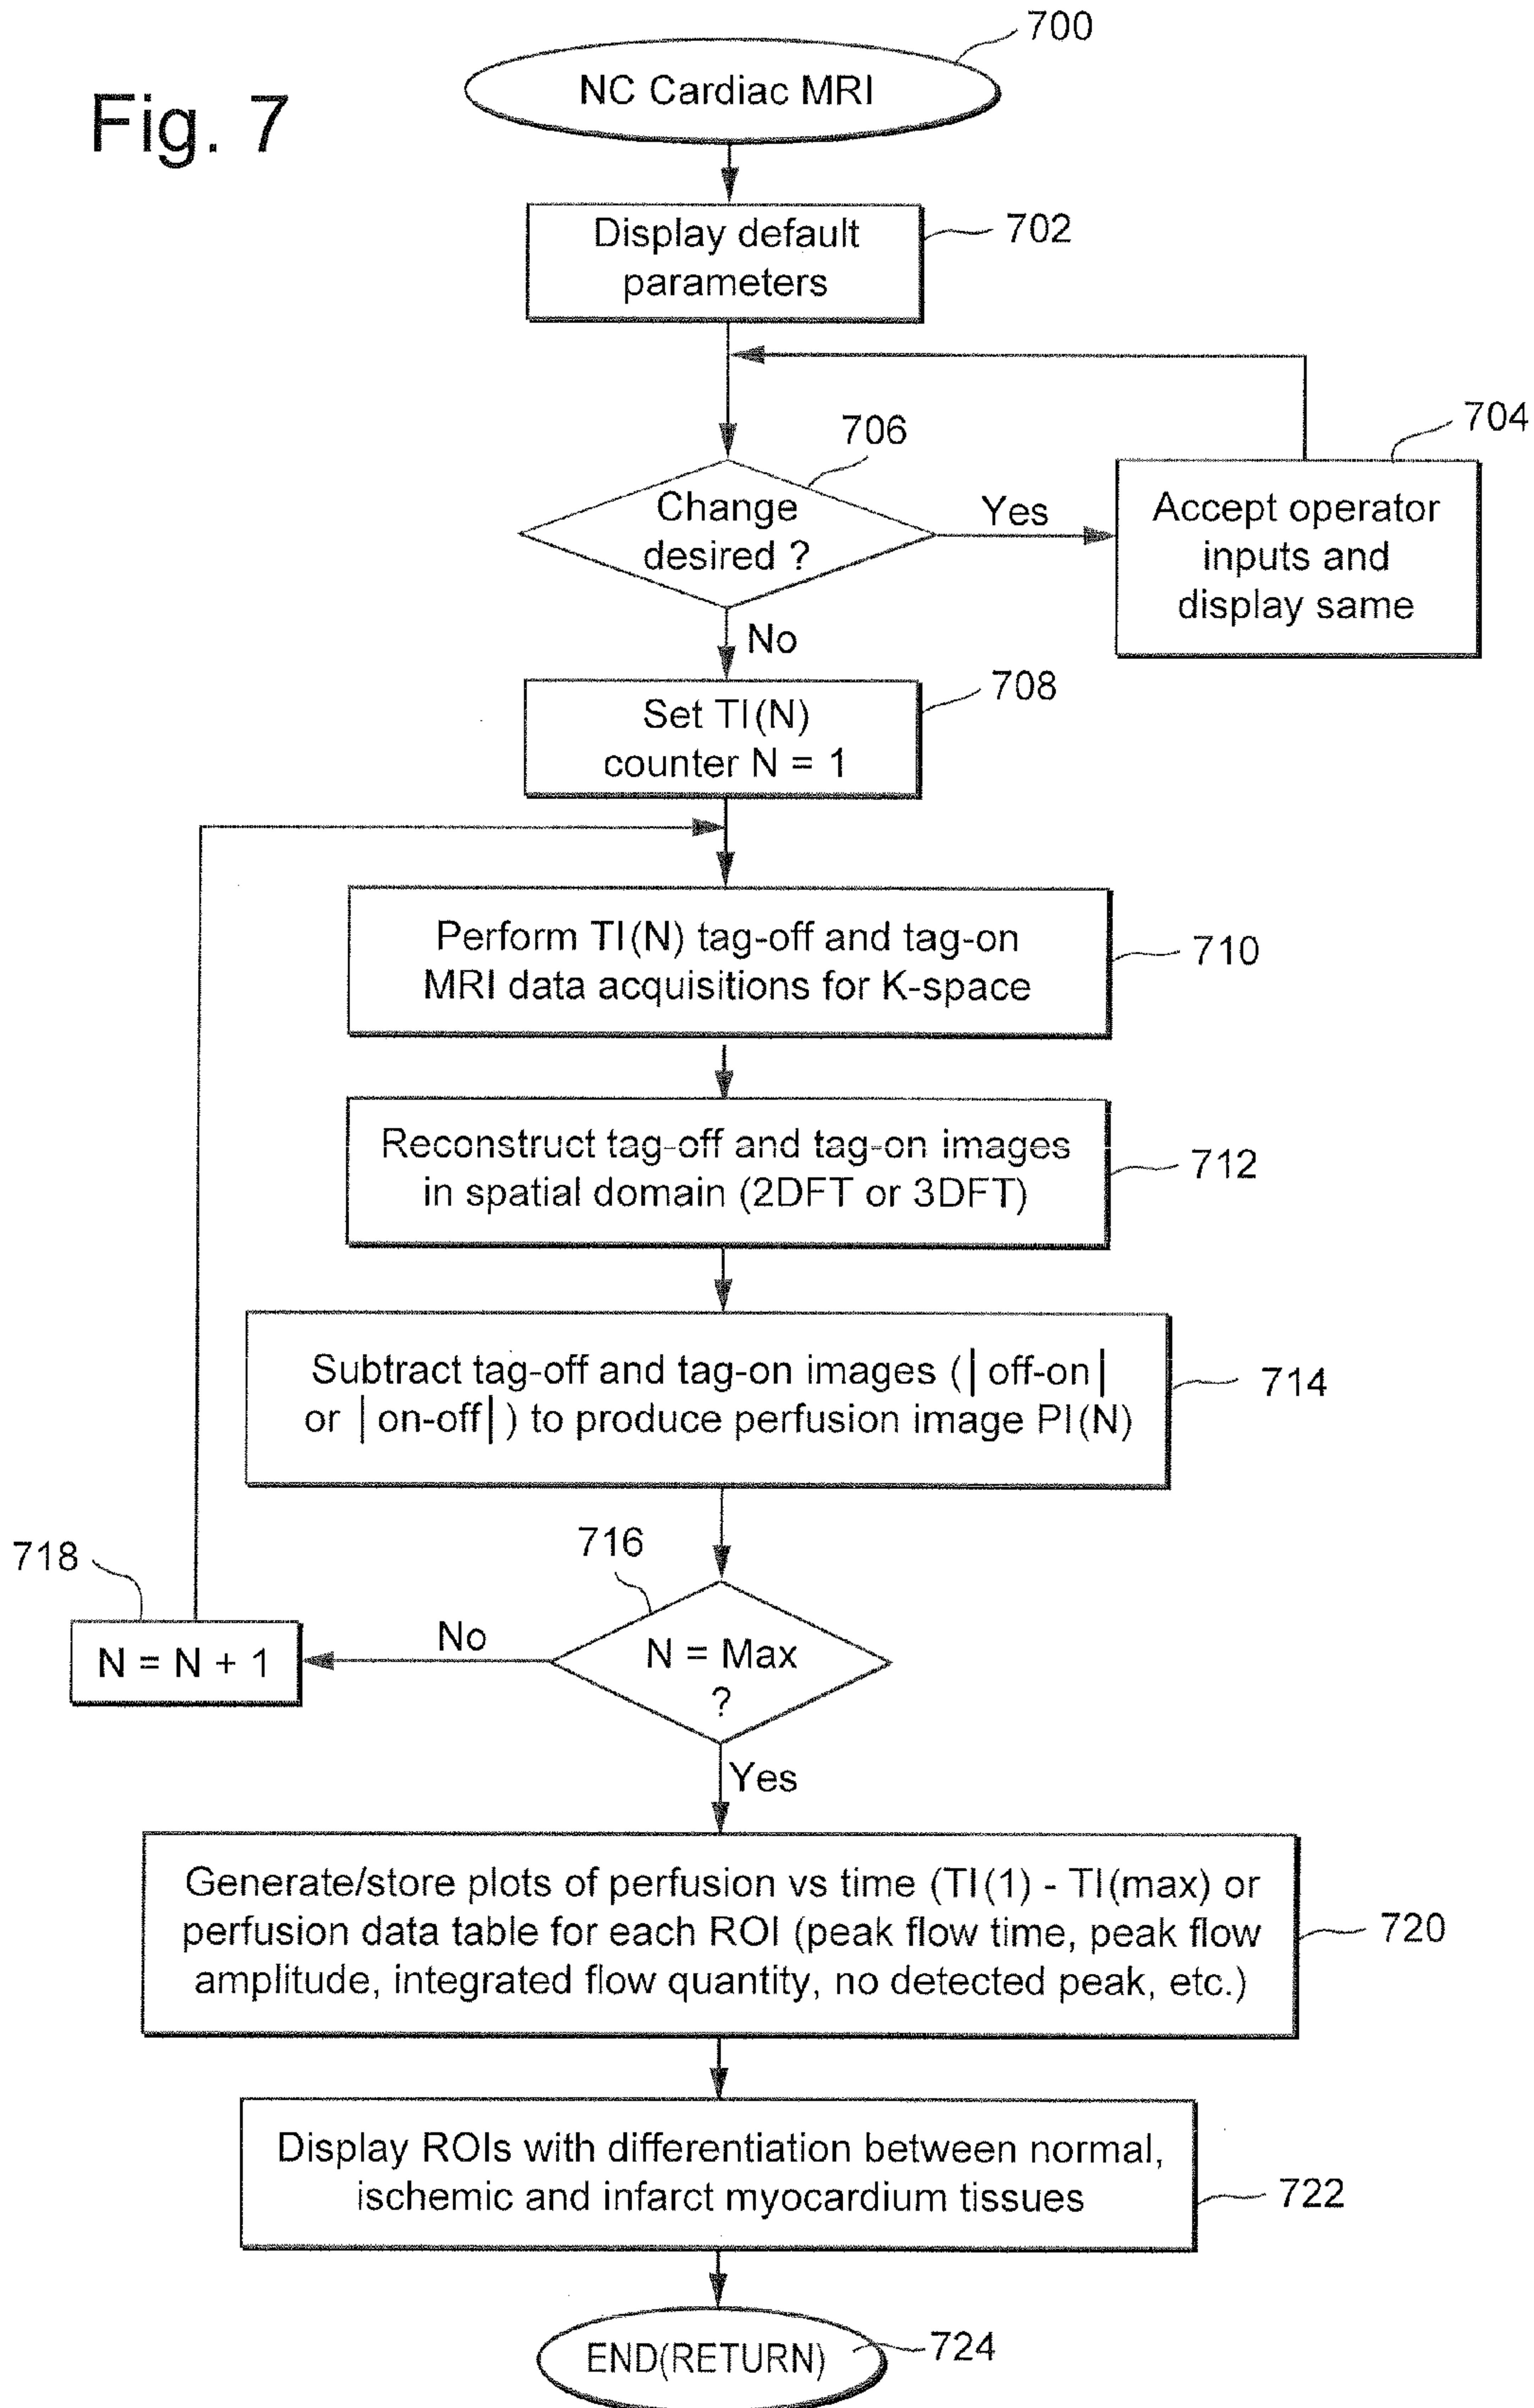 Fig. 7
700
NC Cardiac MRI
Display default
parameters
702
706
704
Change
desired ?
Yes
Accept operator
inputs and
display same
No
708
Set TI(N)
counter N = 1
Perform TI(N) tag-off and tag-on
MRI data acquisitions for K-space
710
Reconstruct tag-off and tag-on images
in spatial domain (2DFT or 3DFT)
712
Subtract tag-off and tag-on images (|off-on|
or |on-off|) to produce perfusion image PI(N)
714
718
716
N = N + 1
No
N = Max
?
Yes
Generate/store plots of perfusion vs time (TI(1) - TI(max) or
perfusion data table for each ROI (peak flow time, peak flow
amplitude, integrated flow quantity, no detected peak, etc.)
720
Display ROIs with differentiation between normal,
ischemic and infarct myocardium tissues
722
END(RETURN)
724